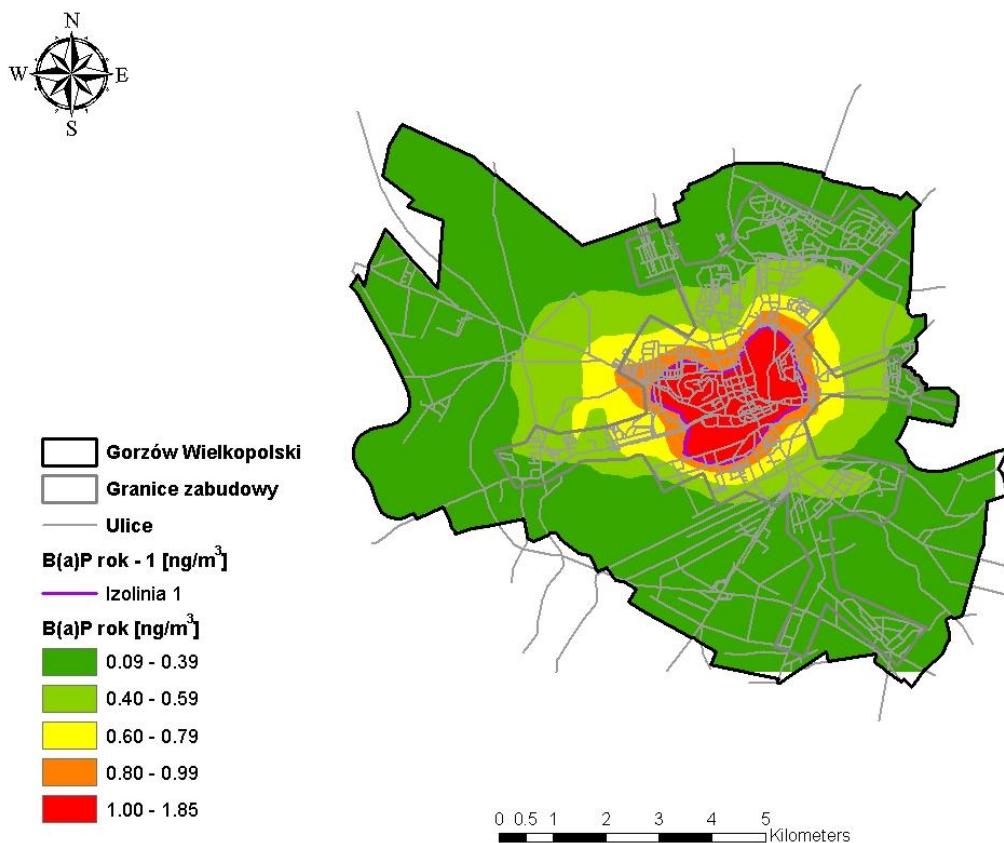 N
W E
S
Gorzów Wielkopolski
Granice zabudowy
Ulice
B(a)P rok - 1 [ng/m³]
Izolinia 1
B(a)P rok [ng/m³]
0.09 - 0.39
0.40 - 0.59
0.60 - 0.79
0.80 - 0.99
1.00 - 1.85
0 0.5 1 2 3 4 5
Kilometers